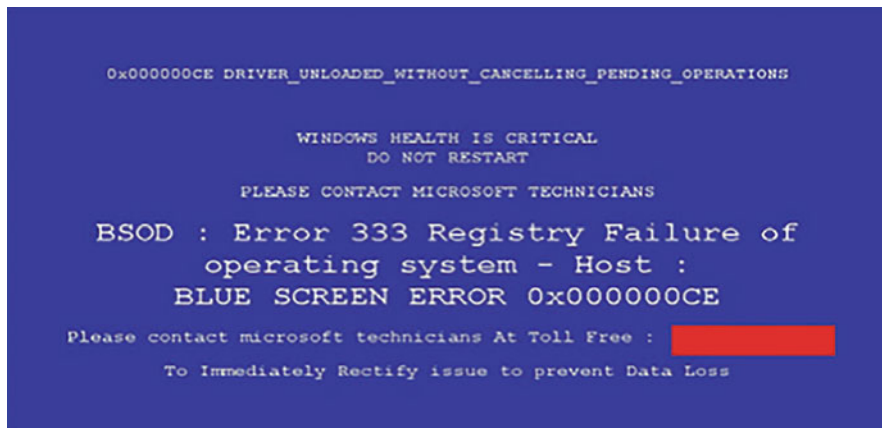 0x000000CE DRIVER_UNLOADED_WITHOUT_CANCELLING_PENDING_OPERATIONS
WINDOWS HEALTH IS CRITICAL
DO NOT RESTART
PLEASE CONTACT MICROSOFT TECHNICIANS
BSOD : Error 333 Registry Failure of
operating system - Host :
BLUE SCREEN ERROR 0x000000CE
Please contact microsoft technicians At Toll Free :
To Immediately Rectify issue to prevent Data Loss